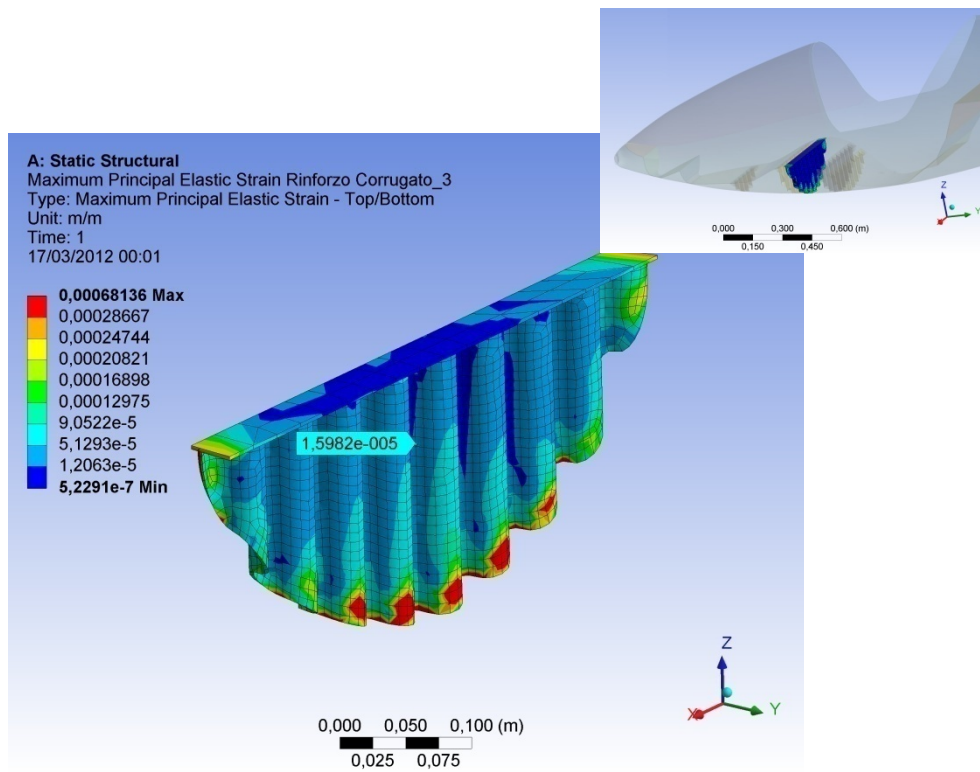 A: Static Structural
Maximum Principal Elastic Strain Rinforzo Corrugato_3
Type: Maximum Principal Elastic Strain - Top/Bottom
Unit: m/m
Time: 1
17/03/2012 00:01
0,00068136 Max
0,00028667
0,00024744
0,00020821
0,00016898
0,00012975
9,0522e-5
5,1293e-5
1,2063e-5
5,2291e-7 Min
1,5982e-005
0,000 0,050 0,100 (m)
0,025 0,075
Z
X
Y
0,000 0,300 0,600 (m)
0,150 0,450
Z
X
Y